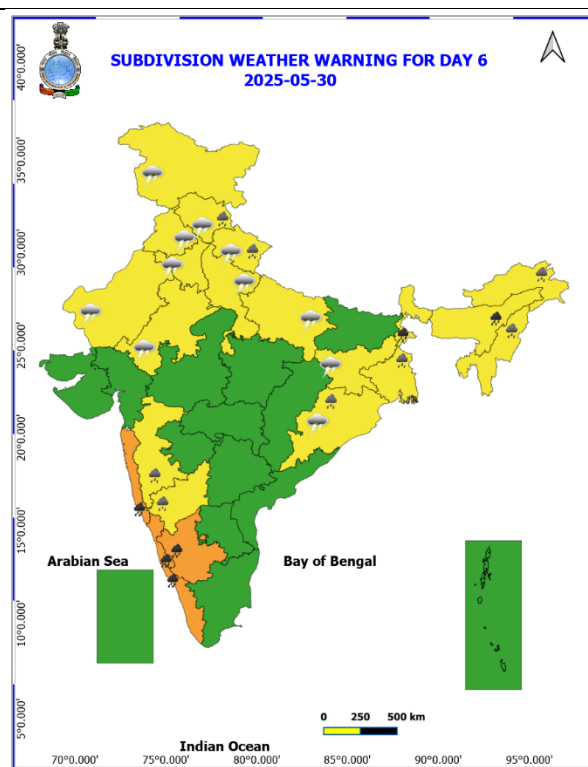 SUBDIVISION WEATHER WARNING FOR DAY 6
2025-05-30
40°0.000'
35°0.000'
30°0.000'
25°0.000'
20°0.000'
15°0.000'
10°0.000'
5°0.000'
Arabian Sea
Bay of Bengal
0 250 500 km
Indian Ocean
70°0.000' 75°0.000' 80°0.000' 85°0.000' 90°0.000' 95°0.000'